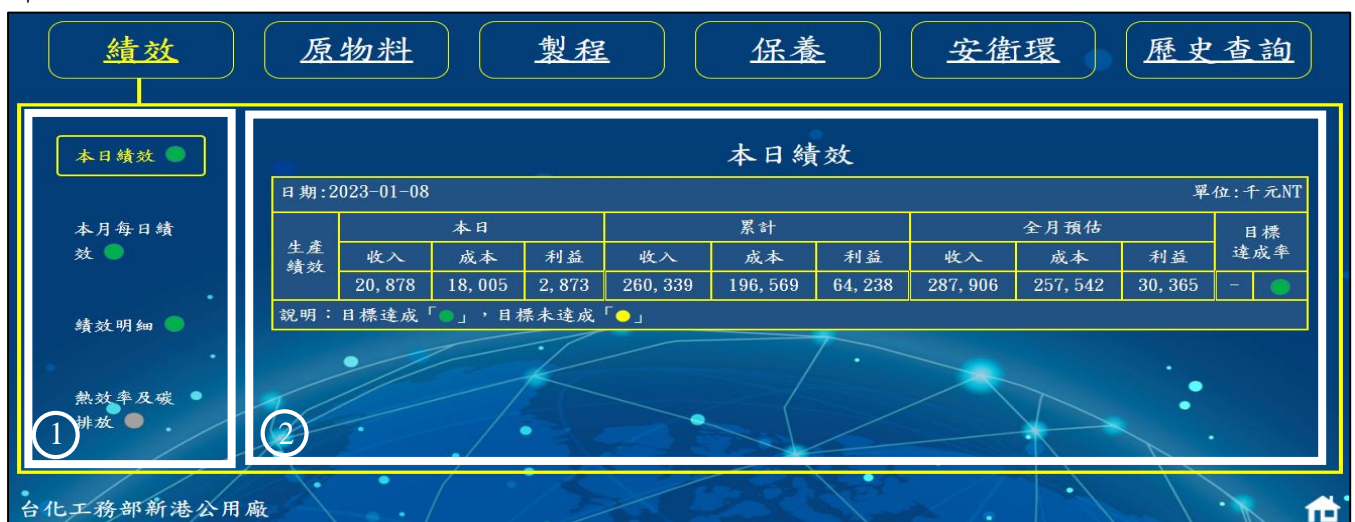 績效 原物料 製程 保養 安衛環 歷史查詢
本日績效
本月每日績
效
績效明細
熱效率及碳
排放
1
本日績效
日期:2023-01-08 單位:千元NT
生產績效 本日 累計 全月預估 目標達成率
收入 成本 利益 收入 成本 利益 收入 成本 利益
20,878 18,005 2,873 260,339 196,569 64,238 287,906 257,542 30,365 -
說明：目標達成「●」，目標未達成「●」
2
台化工務部新港公用廠